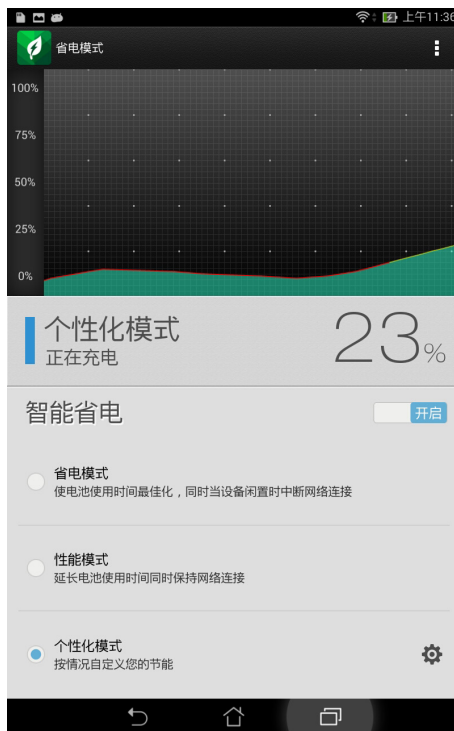 上午11:36
省电模式
100%
75%
50%
25%
0%
个性化模式
正在充电
23%
智能省电
开启
省电模式
使电池使用时间最佳化，同时当设备闲置时中断网络连接
性能模式
延长电池使用时间同时保持网络连接
个性化模式
按情况自定义您的节能